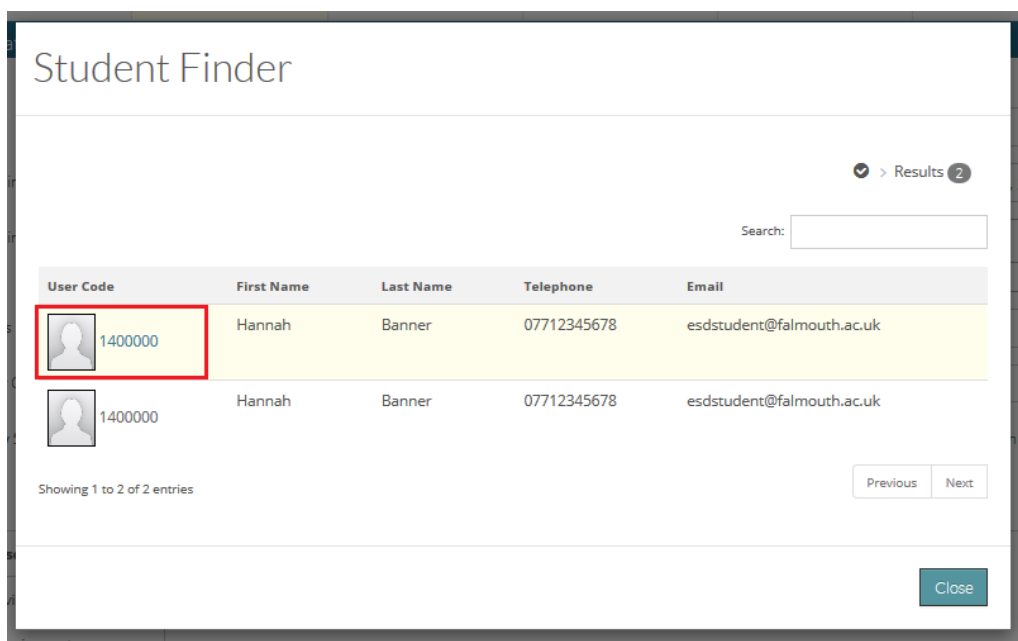 Student Finder
> Results 2
Search:
User Code First Name Last Name Telephone Email
1400000 Hannah Banner 07712345678 esdstudent@falmouth.ac.uk
1400000 Hannah Banner 07712345678 esdstudent@falmouth.ac.uk
Showing 1 to 2 of 2 entries
Previous Next
Close